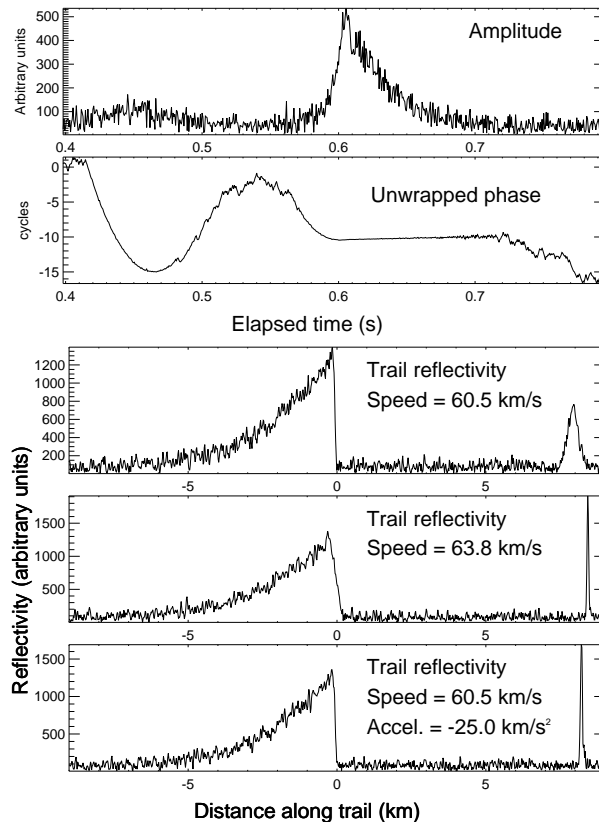 Arbitrary units
500
400
300
200
100
Amplitude
0.4 0.5 0.6 0.7
cycles
0
-5
-10
-15
Unwrapped phase
0.4 0.5 0.6 0.7
Elapsed time (s)
Reflectivity (arbitrary units)
1200
1000
800
600
400
200
Trail reflectivity
Speed = 60.5 km/s
-5 0 5
1500
1000
500
Trail reflectivity
Speed = 63.8 km/s
-5 0 5
1500
1000
500
Trail reflectivity
Speed = 60.5 km/s
Accel. = -25.0 km/s²
-5 0 5
Distance along trail (km)